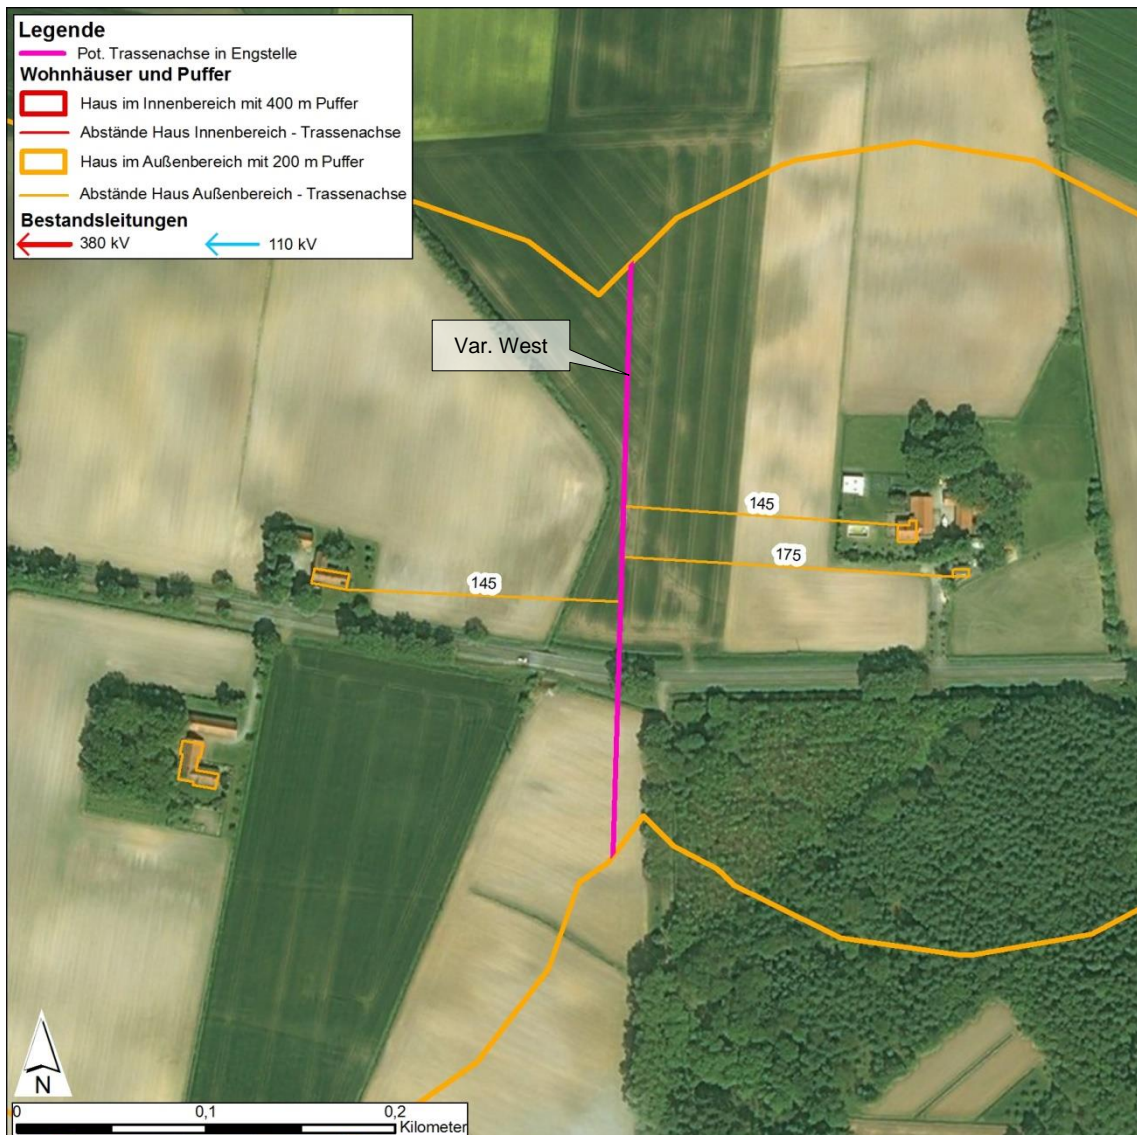 Legende
Pot. Trassenachse in Engstelle
Wohnhäuser und Puffer
Haus im Innenbereich mit 400 m Puffer
Abstände Haus Innenbereich - Trassenachse
Haus im Außenbereich mit 200 m Puffer
Abstände Haus Außenbereich - Trassenachse
Bestandsleitungen
380 kV 110 kV
Var. West
145
175
145
N
0 0,1 0,2
Kilometer